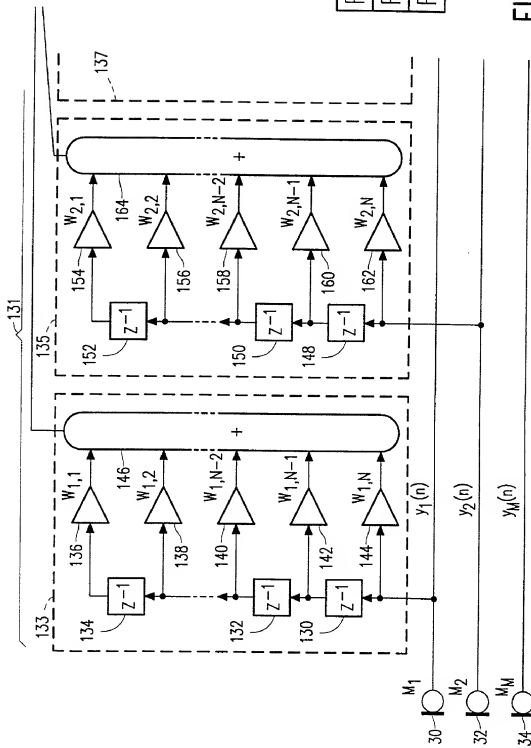 131
133
135
137
134
Z⁻¹
132
Z⁻¹
130
Z⁻¹
136
W1,1
138
W1,2
140
W1,N-2
142
W1,N-1
144
W1,N
146
+
152
Z⁻¹
150
Z⁻¹
148
Z⁻¹
154
W2,1
156
W2,2
158
W2,N-2
160
W2,N-1
162
W2,N
164
+
M1
30
y1(n)
M2
32
y2(n)
MM
34
yM(n)